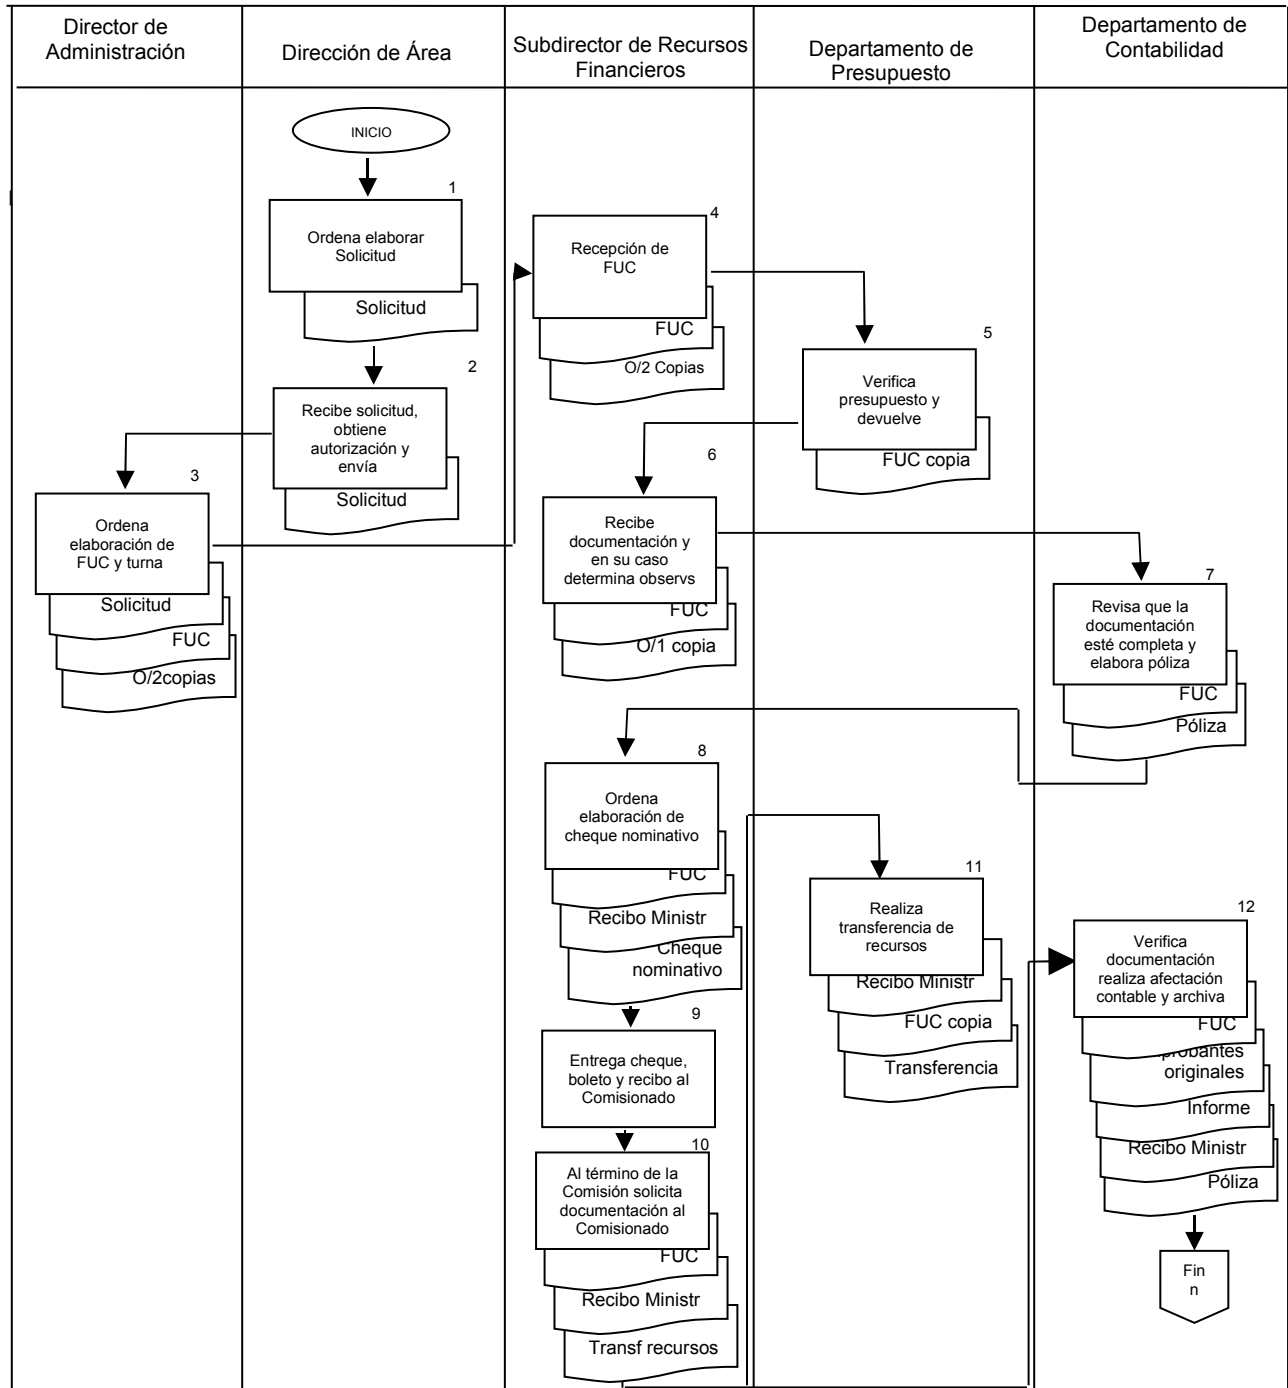 Director de
Administración
Dirección de Área
Subdirector de Recursos
Financieros
Departamento de
Presupuesto
Departamento de
Contabilidad
INICIO
1
Ordena elaborar
Solicitud
Solicitud
2
Recibe solicitud,
obtiene
autorización y
envía
Solicitud
3
Ordena
elaboración de
FUC y turna
Solicitud
FUC
O/2copias
4
Recepción de
FUC
FUC
O/2 Copias
5
Verifica
presupuesto y
devuelve
FUC copia
6
Recibe
documentación y
en su caso
determina observs
FUC
O/1 copia
7
Revisa que la
documentación
esté completa y
elabora póliza
FUC
Póliza
8
Ordena
elaboración de
cheque nominativo
FUC
Recibo Ministr
Cheque
nominativo
9
Entrega cheque,
boleto y recibo al
Comisionado
10
Al término de la
Comisión solicita
documentación al
Comisionado
FUC
Recibo Ministr
Transf recursos
11
Realiza
transferencia de
recursos
Recibo Ministr
FUC copia
Transferencia
12
Verifica
documentación
realiza afectación
contable y archiva
FUC
probantes
originales
Informe
Recibo Ministr
Póliza
Fin
n